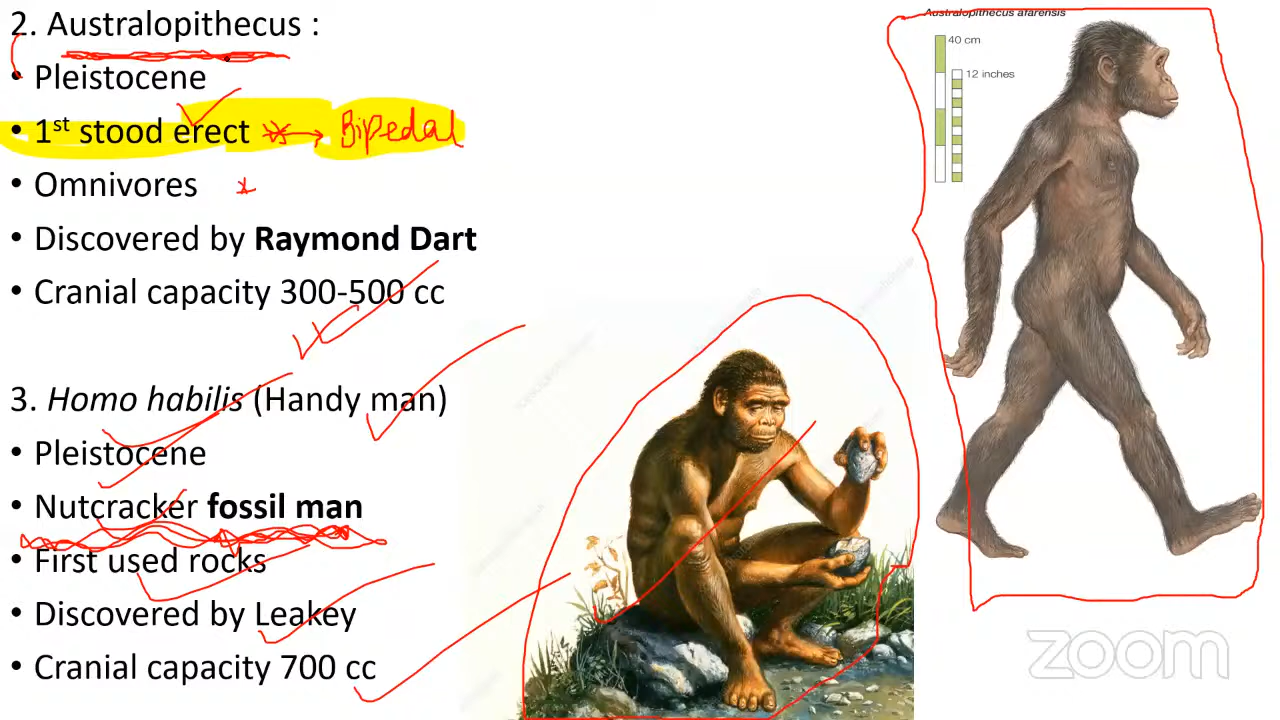 2. Australopithecus :
• Pleistocene
• 1st stood erect → Bipedal
• Omnivores
• Discovered by Raymond Dart
• Cranial capacity 300-500 cc
3. Homo habilis (Handy man)
• Pleistocene
• Nutcracker fossil man
• First used rocks
• Discovered by Leakey
• Cranial capacity 700 cc
Australopithecus afarensis
40 cm
12 inches
zoom